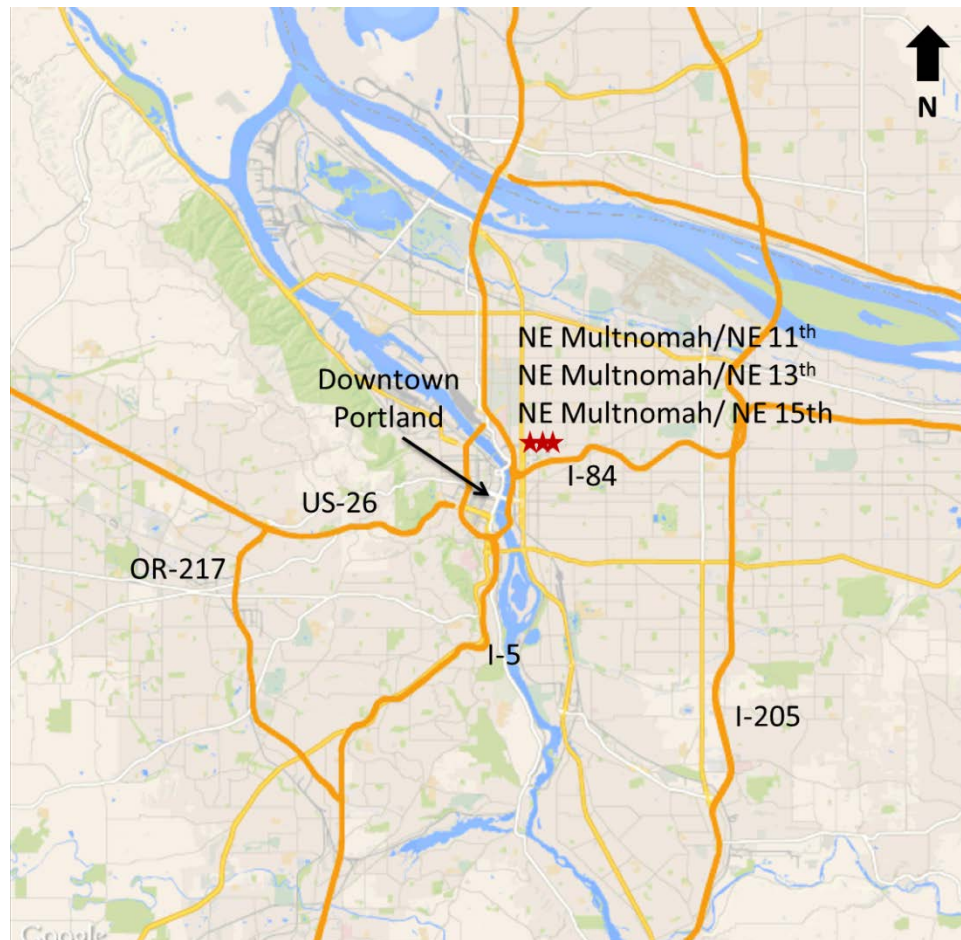 N
NE Multnomah/NE 11th
NE Multnomah/NE 13th
NE Multnomah/ NE 15th
Downtown
Portland
I-84
US-26
OR-217
I-5
I-205
Google